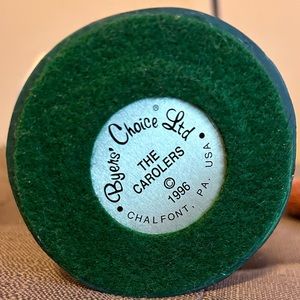 Byers' Choice Ltd ®
THE
CAROLERS
©
1996
• CHALFONT, PA, USA •